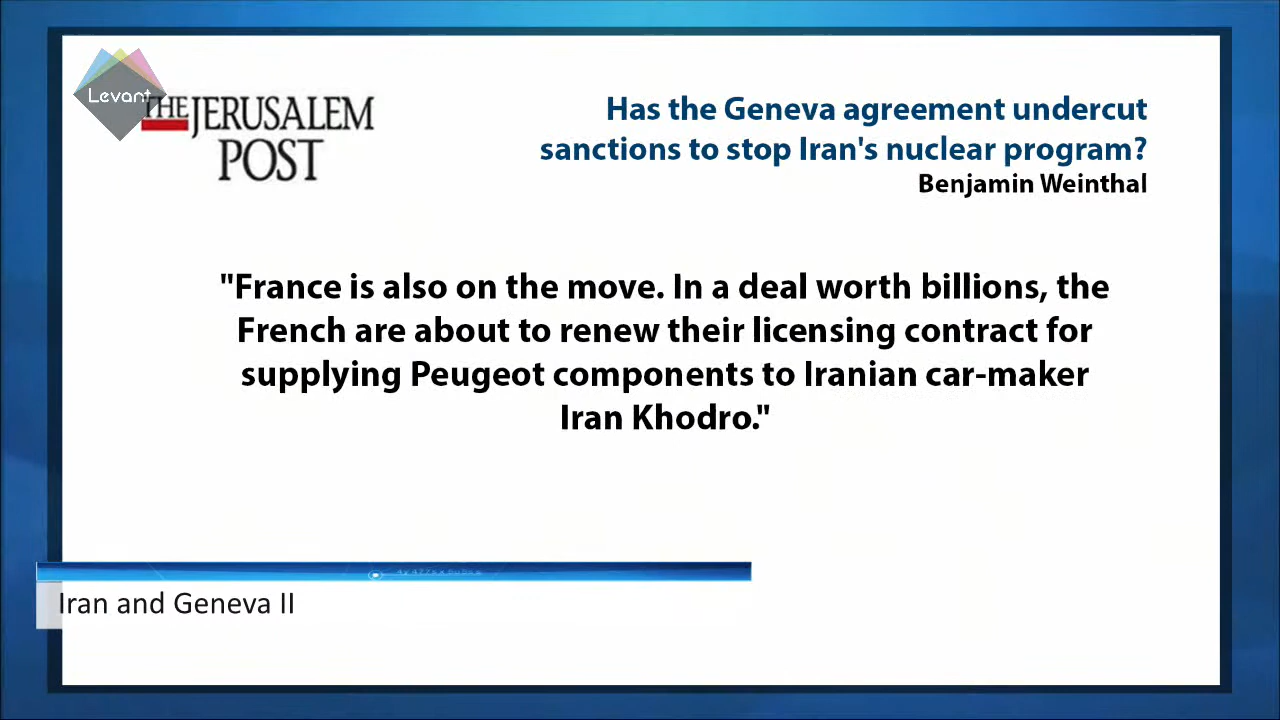 Levant
THE JERUSALEM
POST
Has the Geneva agreement undercut
sanctions to stop Iran's nuclear program?
Benjamin Weinthal
"France is also on the move. In a deal worth billions, the
French are about to renew their licensing contract for
supplying Peugeot components to Iranian car-maker
Iran Khodro."
Iran and Geneva II